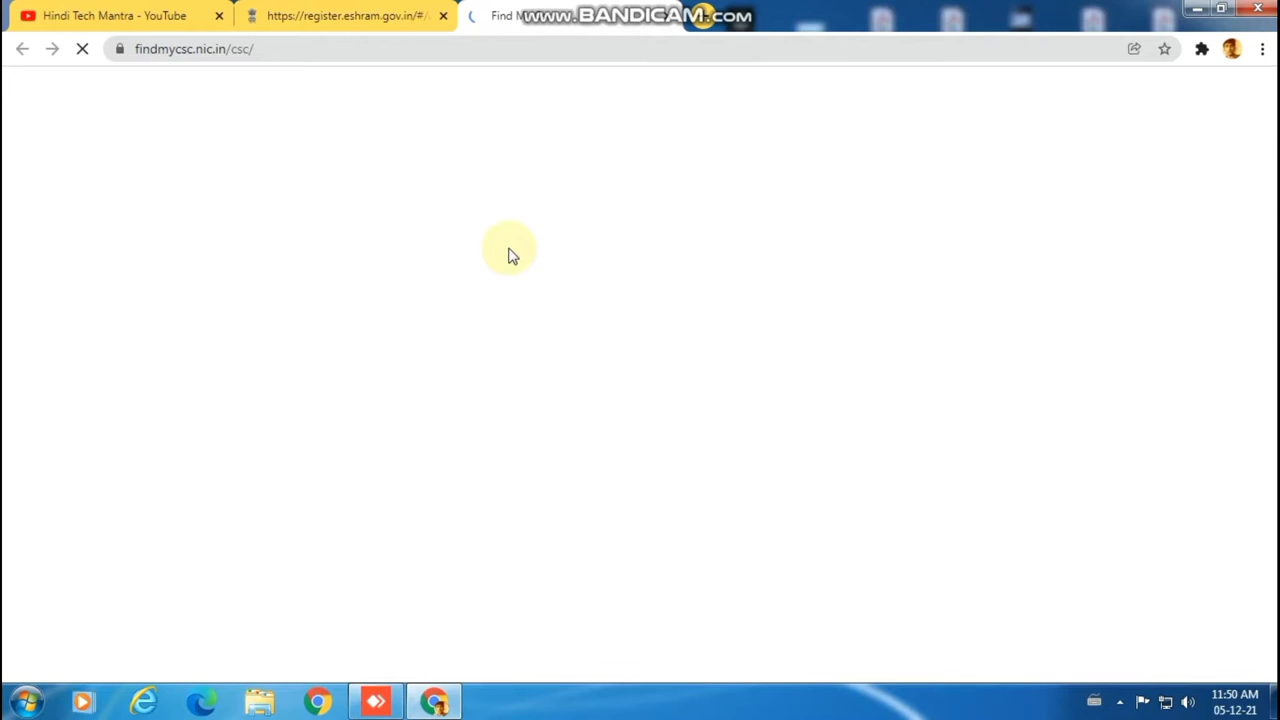 Hindi Tech Mantra - YouTube
https://register.eshram.gov.in/#/
Find M
www.BANDICAM.com
findmycsc.nic.in/csc/
11:50 AM
05-12-21